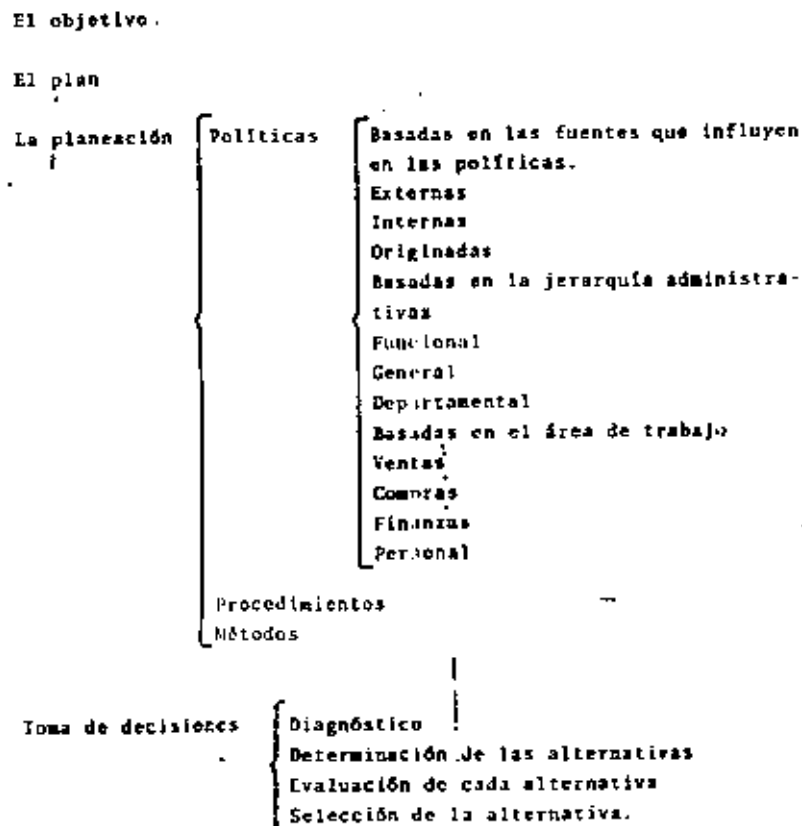 El objetivo.
El plan
La planeación
Políticas
Basadas en las fuentes que influyen
en las políticas.
Externas
Internas
Originadas
Basadas en la jerarquía administra-
tivas
Funcional
General
Departamental
Basadas en el área de trabajo
Ventas
Compras
Finanzas
Personal
Procedimientos
Métodos
Toma de decisiones
Diagnóstico
Determinación de las alternativas
Evaluación de cada alternativa
Selección de la alternativa.